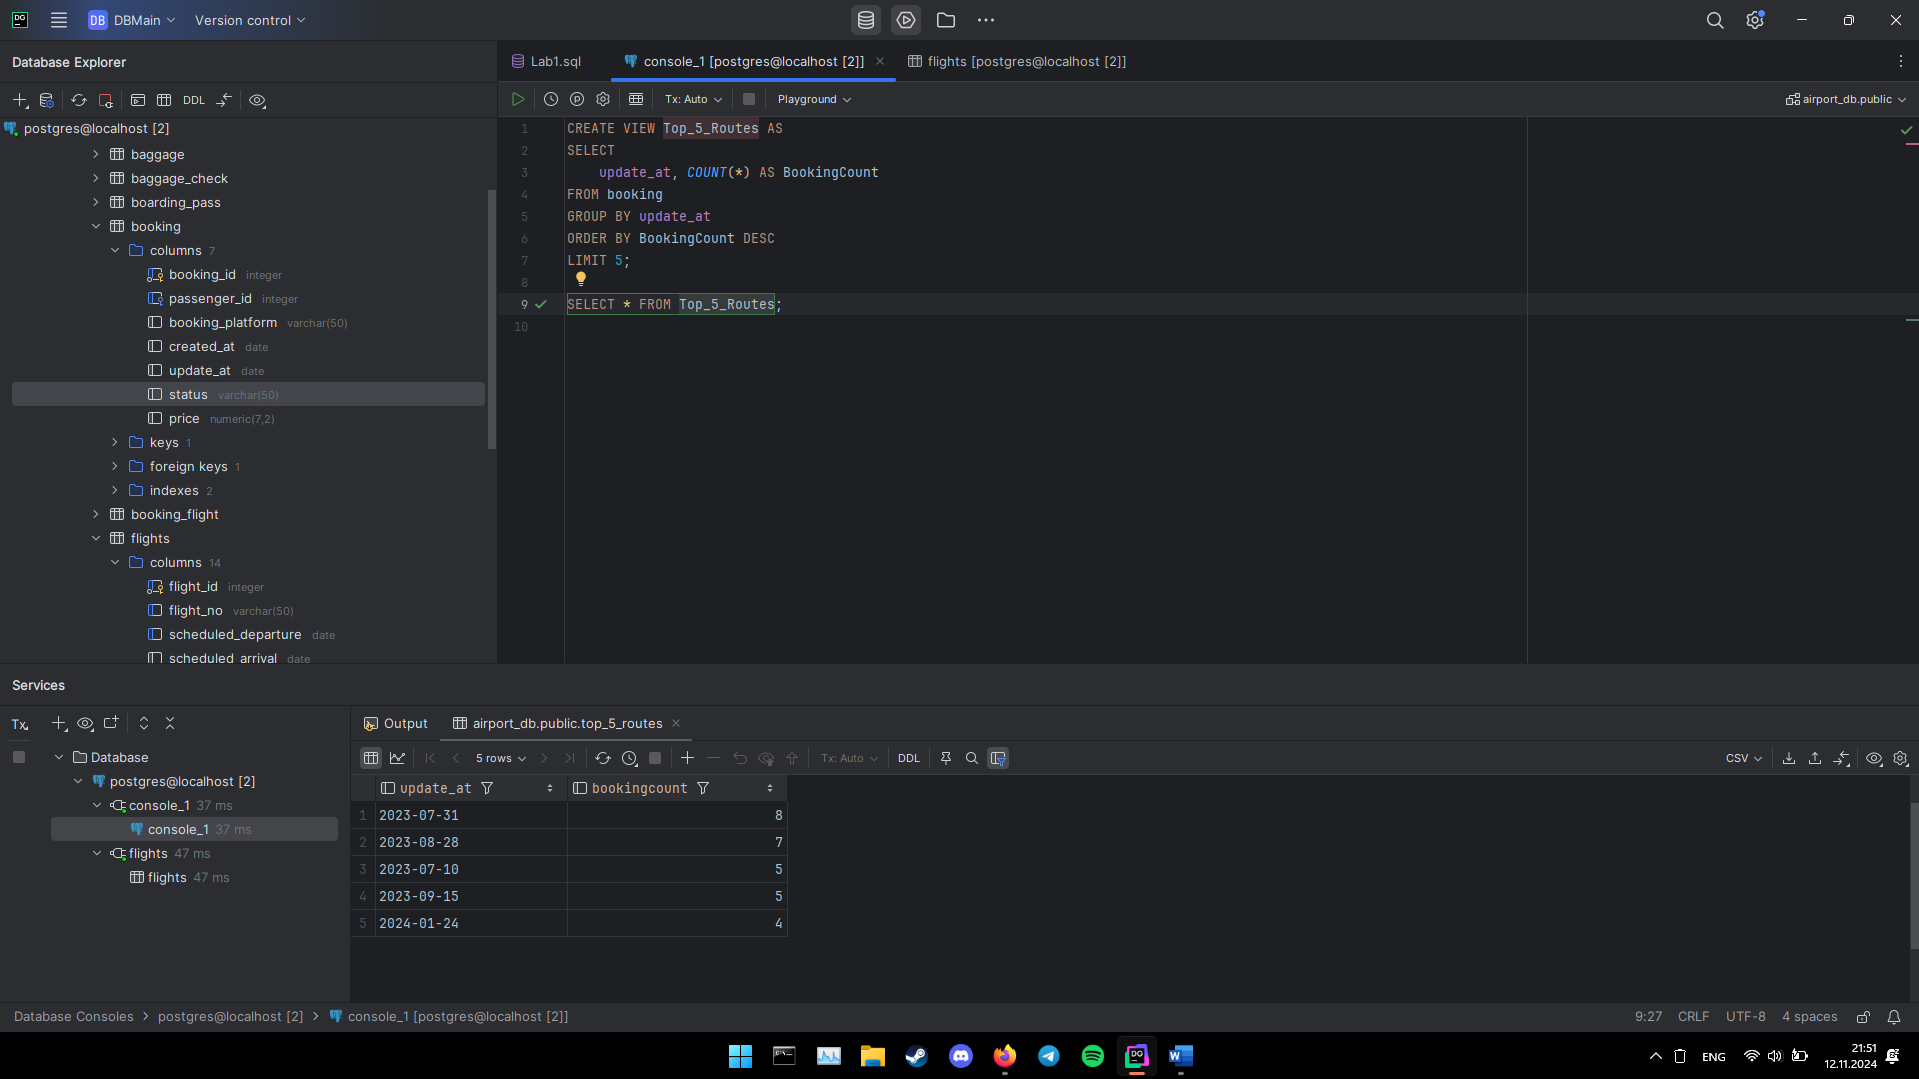 DG
DB DBMain Version control
Database Explorer
Lab1.sql console_1 [postgres@localhost [2]] flights [postgres@localhost [2]]
DDL
Tx: Auto Playground airport_db.public
postgres@localhost [2]
baggage
baggage_check
boarding_pass
booking
columns 7
booking_id integer
passenger_id integer
booking_platform varchar(50)
created_at date
update_at date
status varchar(50)
price numeric(7,2)
keys 1
foreign keys 1
indexes 2
booking_flight
flights
columns 14
flight_id integer
flight_no varchar(50)
scheduled_departure date
scheduled_arrival date
1 CREATE VIEW Top_5_Routes AS
2 SELECT
3 update_at, COUNT(*) AS BookingCount
4 FROM booking
5 GROUP BY update_at
6 ORDER BY BookingCount DESC
7 LIMIT 5;
8
9 SELECT * FROM Top_5_Routes;
10
Services
Tx
Database
postgres@localhost [2]
console_1 37 ms
console_1 37 ms
flights 47 ms
flights 47 ms
Output airport_db.public.top_5_routes
5 rows Tx: Auto DDL CSV
update_at bookingcount
1 2023-07-31 8
2 2023-08-28 7
3 2023-07-10 5
4 2023-09-15 5
5 2024-01-24 4
Database Consoles > postgres@localhost [2] > console_1 [postgres@localhost [2]]
9:27 CRLF UTF-8 4 spaces
DG W ENG 21:51
12.11.2024